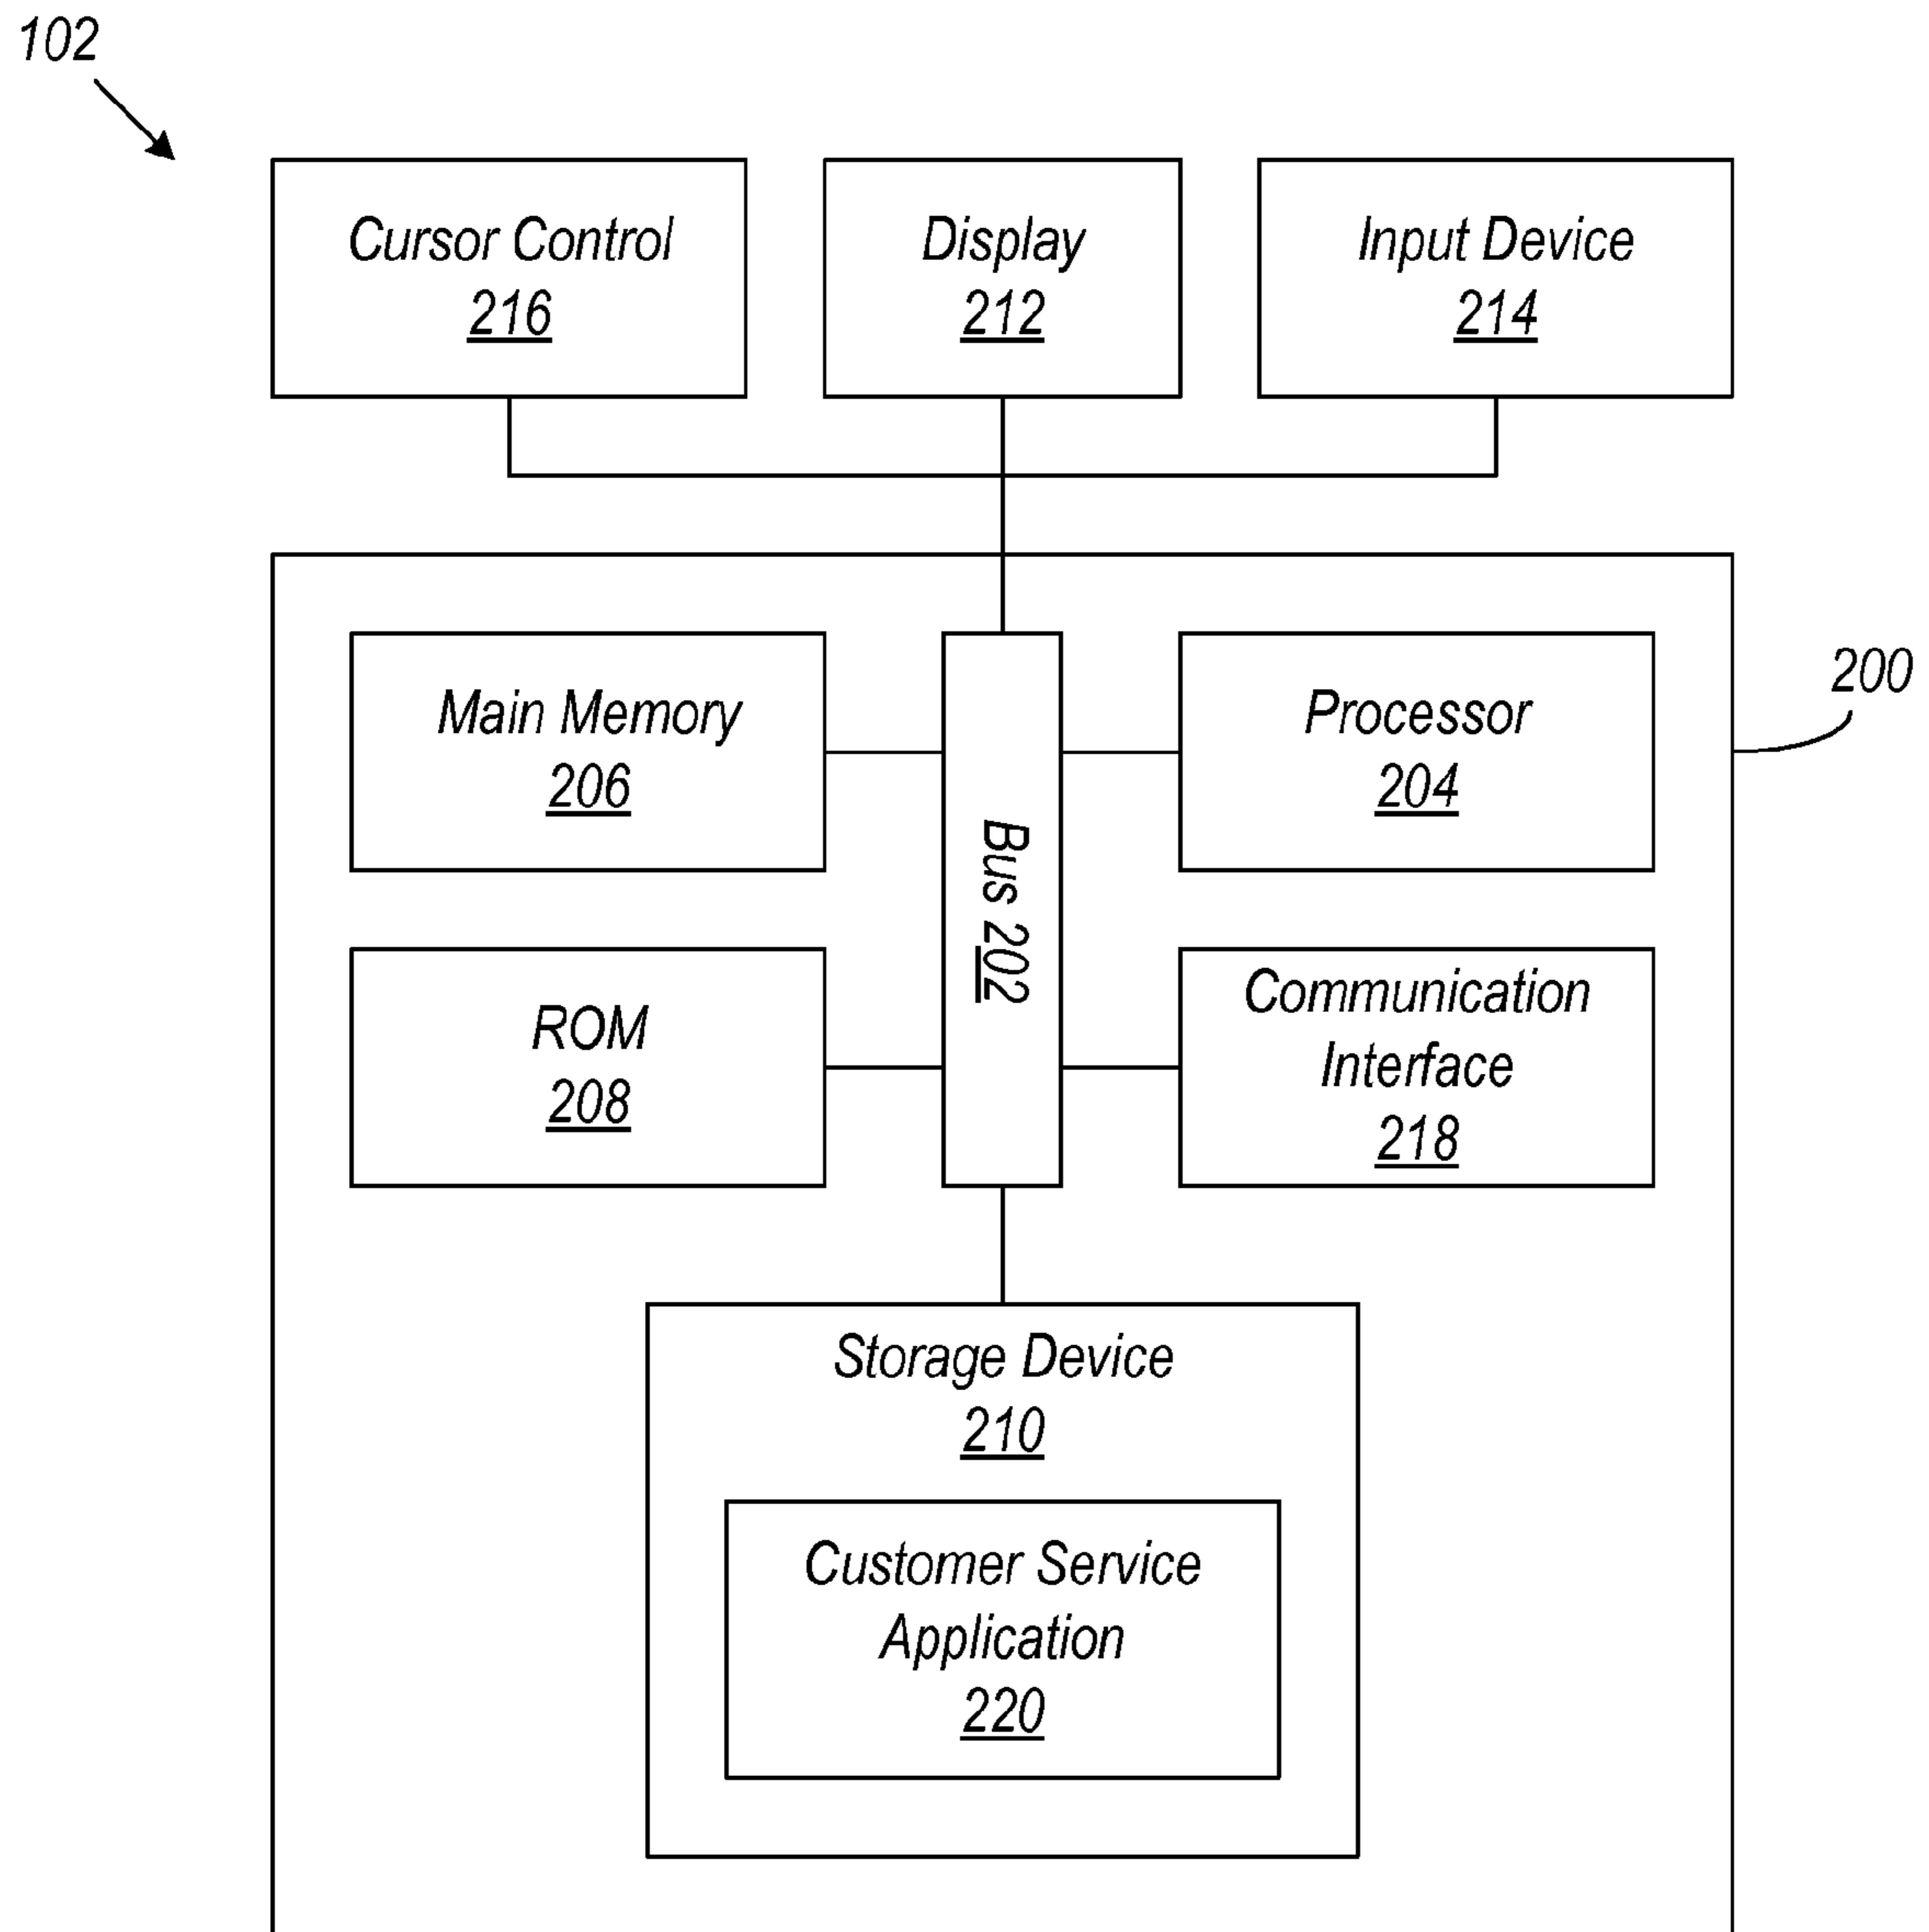 102
Cursor Control
216
Display
212
Input Device
214
Main Memory
206
Processor
204
200
Bus 202
ROM
208
Communication
Interface
218
Storage Device
210
Customer Service
Application
220